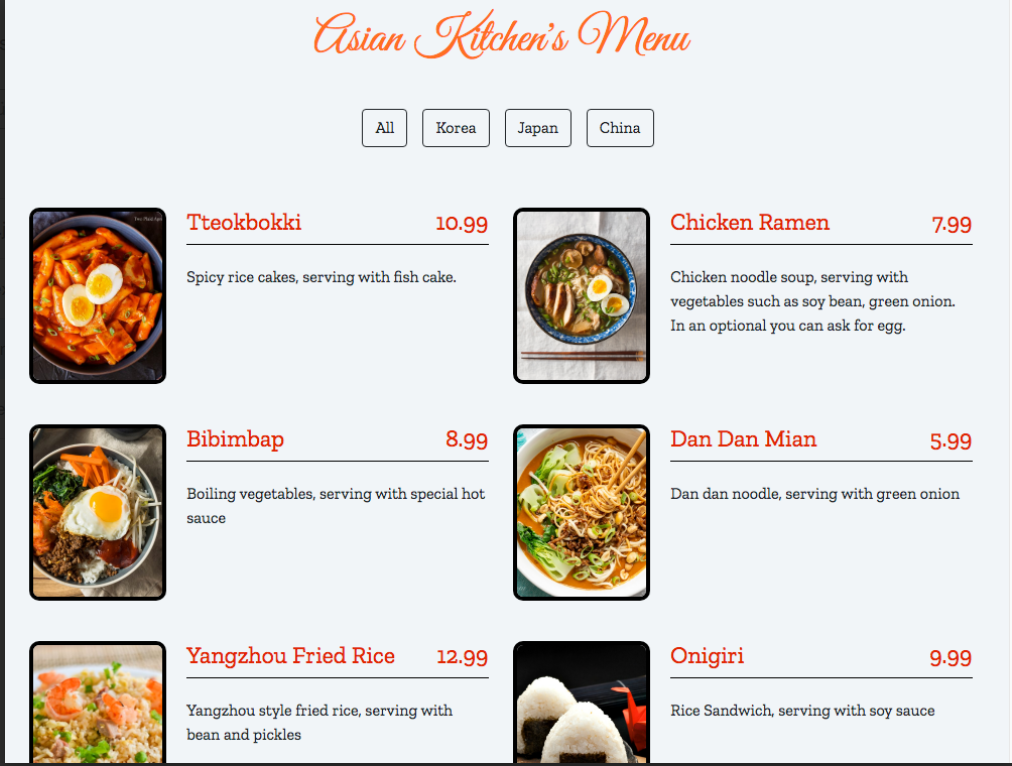 Asian Kitchen's Menu
All
Korea
Japan
China
Tteokbokki 10.99
Spicy rice cakes, serving with fish cake.
Chicken Ramen 7.99
Chicken noodle soup, serving with
vegetables such as soy bean, green onion.
In an optional you can ask for egg.
Bibimbap 8.99
Boiling vegetables, serving with special hot
sauce
Dan Dan Mian 5.99
Dan dan noodle, serving with green onion
Yangzhou Fried Rice 12.99
Yangzhou style fried rice, serving with
bean and pickles
Onigiri 9.99
Rice Sandwich, serving with soy sauce